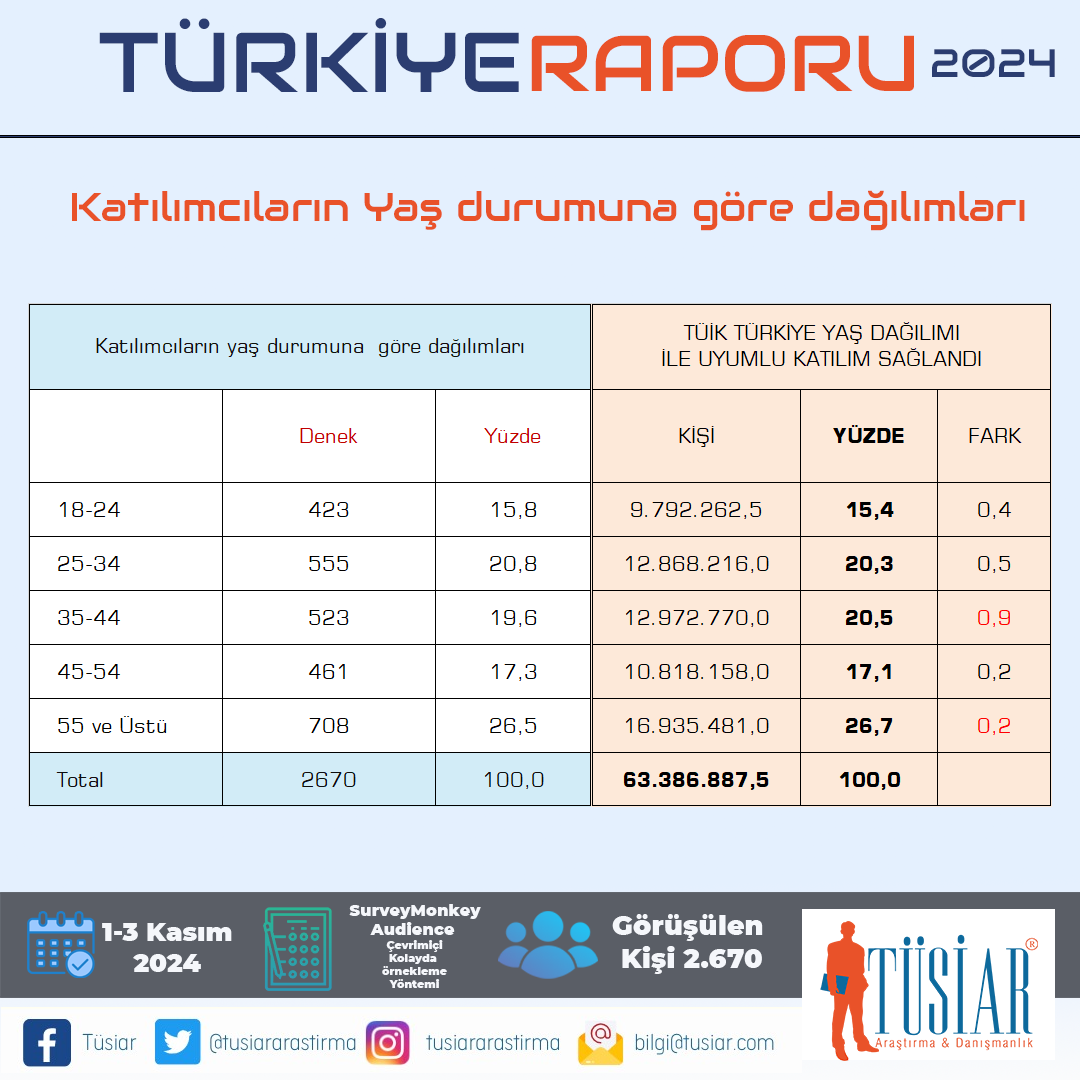 TÜRKİYERAPORU 2024
Katılımcıların Yaş durumuna göre dağılımları
Katılımcıların yaş durumuna göre dağılımları
TÜİK TÜRKİYE YAŞ DAĞILIMI
İLE UYUMLU KATILIM SAĞLANDI
Denek Yüzde KİŞİ YÜZDE FARK
18-24 423 15,8 9.792.262,5 15,4 0,4
25-34 555 20,8 12.868.216,0 20,3 0,5
35-44 523 19,6 12.972.770,0 20,5 0,9
45-54 461 17,3 10.818.158,0 17,1 0,2
55 ve Üstü 708 26,5 16.935.481,0 26,7 0,2
Total 2670 100,0 63.386.887,5 100,0
1-3 Kasım
2024
SurveyMonkey
Audience
Çevrimiçi
Kolayda
örnekleme
Yöntemi
Görüşülen
Kişi 2.670
TÜSİAR®
Araştırma & Danışmanlık
Tüsiar
@tusiararastirma
tusiararastirma
@
bilgi@tusiar.com